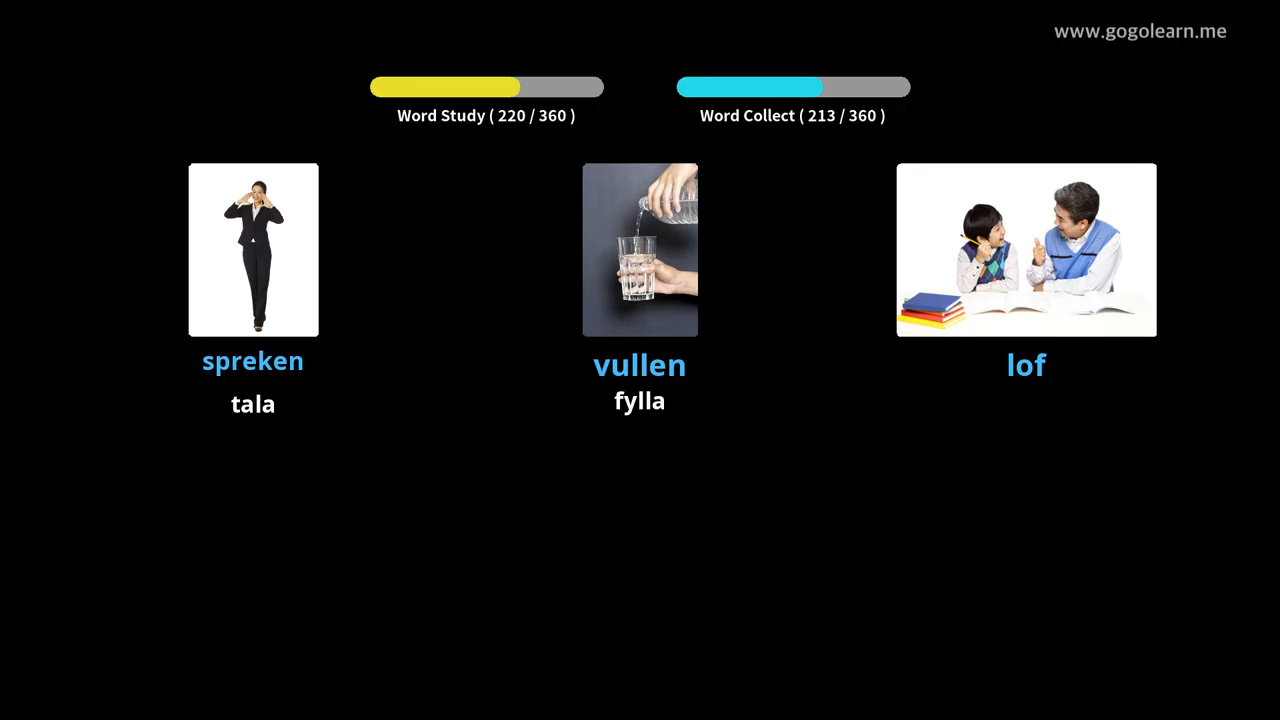 www.gogolearn.me
Word Study ( 220 / 360 )
Word Collect ( 213 / 360 )
spreken
vullen
lof
tala
fylla